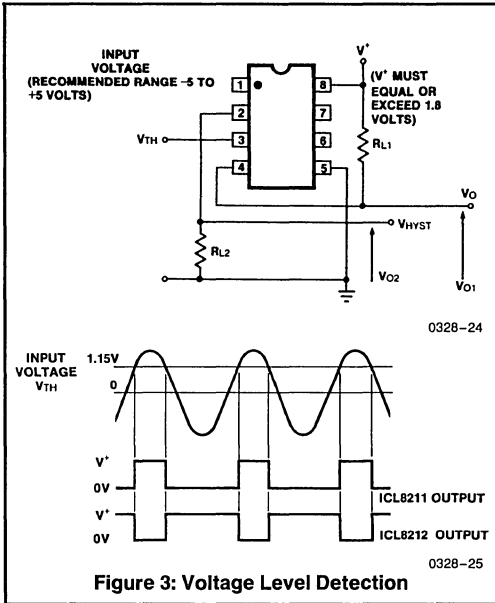 INPUT
VOLTAGE
(RECOMMENDED RANGE –5 TO
+5 VOLTS)
V+
(V+ MUST
EQUAL OR
EXCEED 1.8
VOLTS)
1
8
2
7
VTH
3
6
4
5
RL1
VO
VHYST
RL2
VO2
VO1
0328–24
INPUT
VOLTAGE
VTH
1.15V
0
V+
0V
ICL8211 OUTPUT
V+
0V
ICL8212 OUTPUT
0328–25
Figure 3: Voltage Level Detection